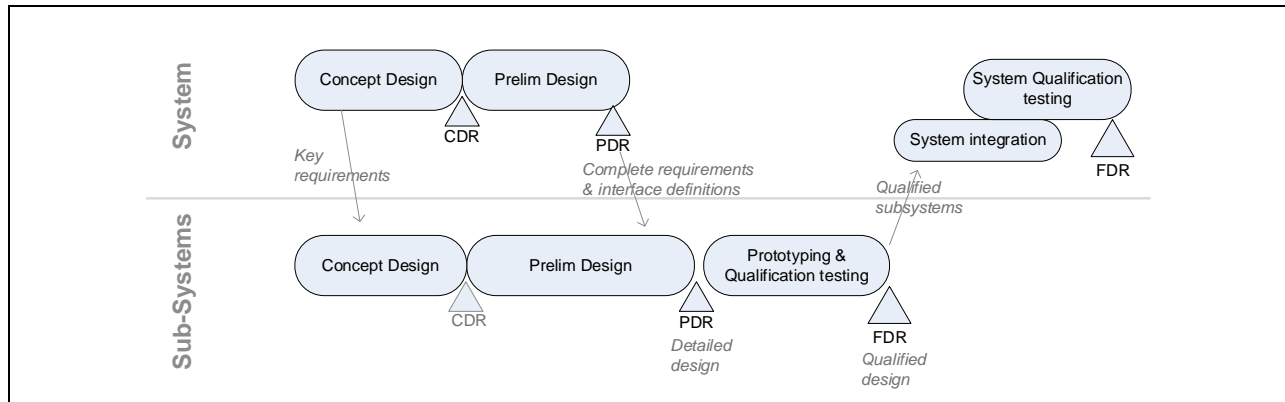 System
Concept Design
Prelim Design
CDR
PDR
Key
requirements
Complete requirements
& interface definitions
System Qualification
testing
System integration
FDR
Qualified
subsystems
Sub-Systems
Concept Design
Prelim Design
Prototyping &
Qualification testing
CDR
PDR
Detailed
design
FDR
Qualified
design